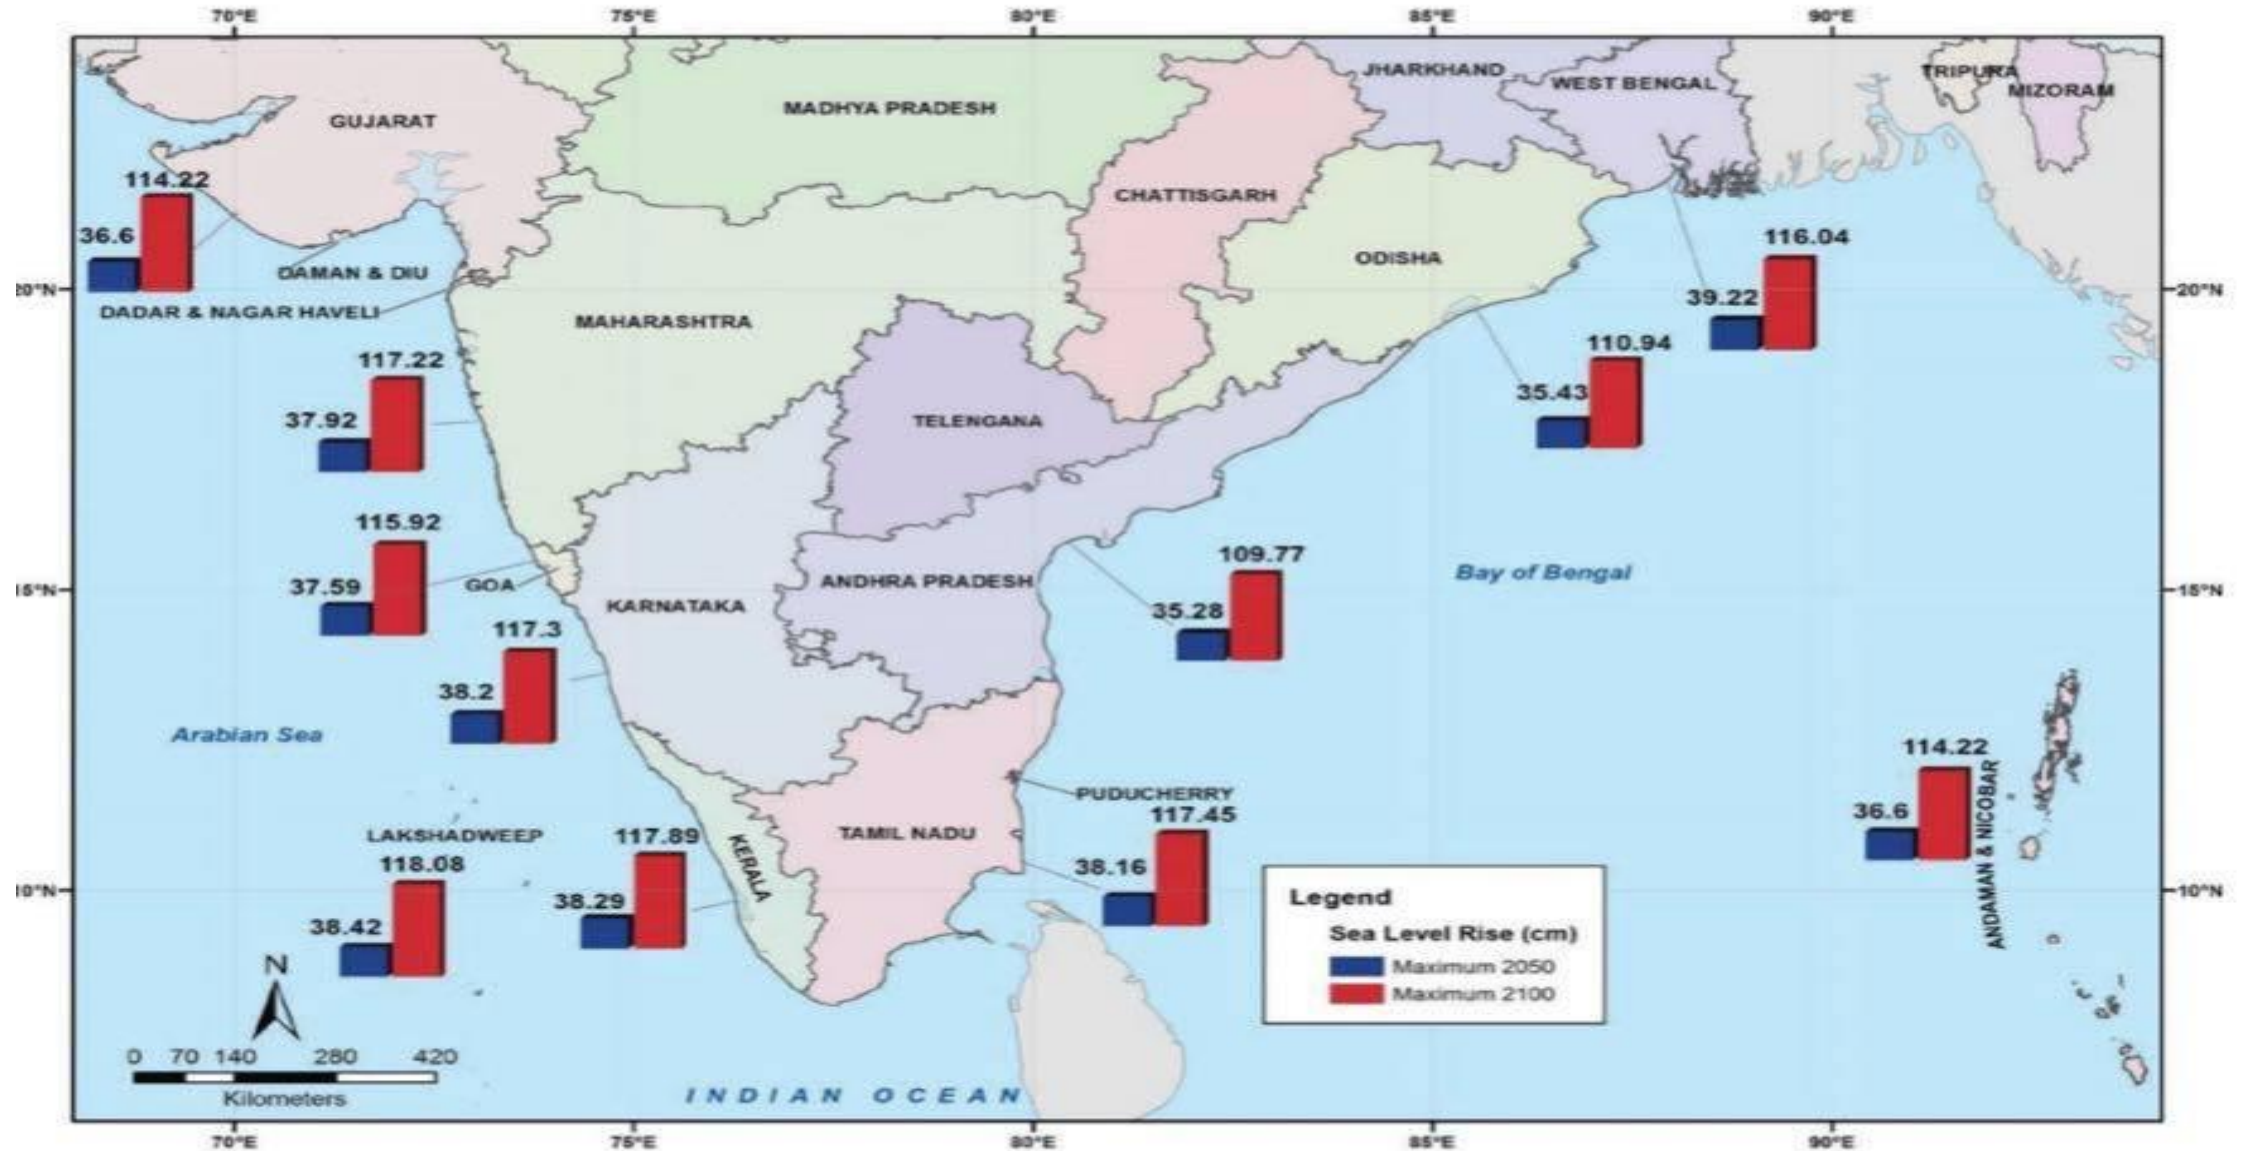 70°E 75°E 80°E 85°E 90°E
GUJARAT
MADHYA PRADESH
JHARKHAND
WEST BENGAL
TRIPURA
MIZORAM
CHATTISGARH
114.22
36.6
ODISHA
116.04
39.22
DAMAN & DIU
DADAR & NAGAR HAVELI
20°N
20°N
MAHARASHTRA
110.94
35.43
117.22
37.92
TELENGANA
115.92
37.59
GOA
15°N
15°N
KARNATAKA
ANDHRA PRADESH
109.77
35.28
Bay of Bengal
117.3
38.2
Arabian Sea
114.22
36.6
ANDAMAN & NICOBAR
PUDUCHERRY
117.45
38.16
TAMIL NADU
KERALA
LAKSHADWEEP
118.08
38.42
117.89
38.29
10°N
10°N
Legend
Sea Level Rise (cm)
Maximum 2050
Maximum 2100
N
0 70 140 280 420
Kilometers
INDIAN OCEAN
70°E 75°E 80°E 85°E 90°E